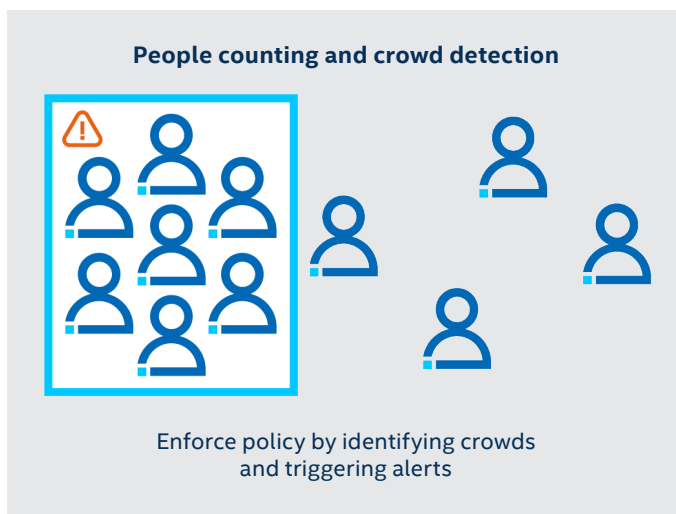 People counting and crowd detection
Enforce policy by identifying crowds
and triggering alerts